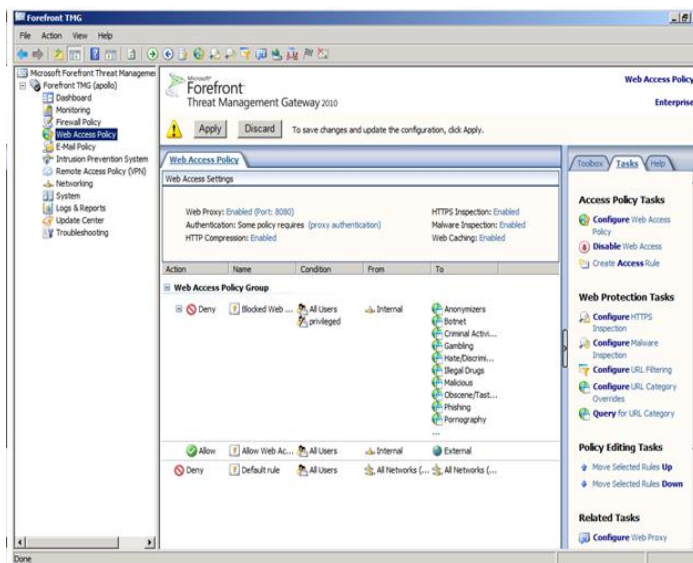 Forefront TMG
File Action View Help
Microsoft Forefront Threat Managemer
Forefront TMG (apollo)
Dashboard
Monitoring
Firewall Policy
Web Access Policy
E-Mail Policy
Intrusion Prevention System
Remote Access Policy (VPN)
Networking
System
Logs & Reports
Update Center
Troubleshooting
Microsoft
Forefront
Threat Management Gateway 2010
Web Access Policy
Enterprise
Apply Discard To save changes and update the configuration, click Apply.
Web Access Policy
Web Access Settings
Web Proxy: Enabled (Port: 8080)
Authentication: Some policy requires (proxy authentication)
HTTP Compression: Enabled
HTTPS Inspection: Enabled
Malware Inspection: Enabled
Web Caching: Enabled
Action Name Condition From To
Web Access Policy Group
Deny Blocked Web ... All Users Internal Anonymizers
privileged Botnet
Criminal Activi...
Gambling
Hate/Discrimi...
Illegal Drugs
Malicious
Obscene/Tast...
Phishing
Pornography
...
Allow Allow Web Ac... All Users Internal External
Deny Default rule All Users All Networks (... All Networks (...
Toolbox Tasks Help
Access Policy Tasks
Configure Web Access
Policy
Disable Web Access
Create Access Rule
Web Protection Tasks
Configure HTTPS
Inspection
Configure Malware
Inspection
Configure URL Filtering
Configure URL Category
Overrides
Query for URL Category
Policy Editing Tasks
Move Selected Rules Up
Move Selected Rules Down
Related Tasks
Configure Web Proxy
Done